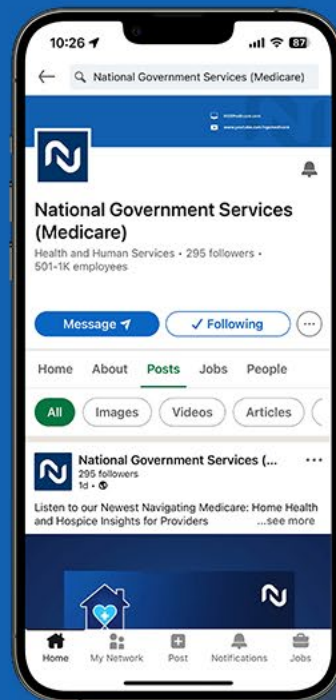 10:26
87
National Government Services (Medicare)
www.youtube.com/ngsmedicare
National Government Services
(Medicare)
Health and Human Services • 295 followers •
501-1K employees
Message
✓ Following
...
Home About Posts Jobs People
All Images Videos Articles
National Government Services (... ...
295 followers
1d •
Listen to our Newest Navigating Medicare: Home Health
and Hospice Insights for Providers ...see more
Home My Network Post Notifications Jobs